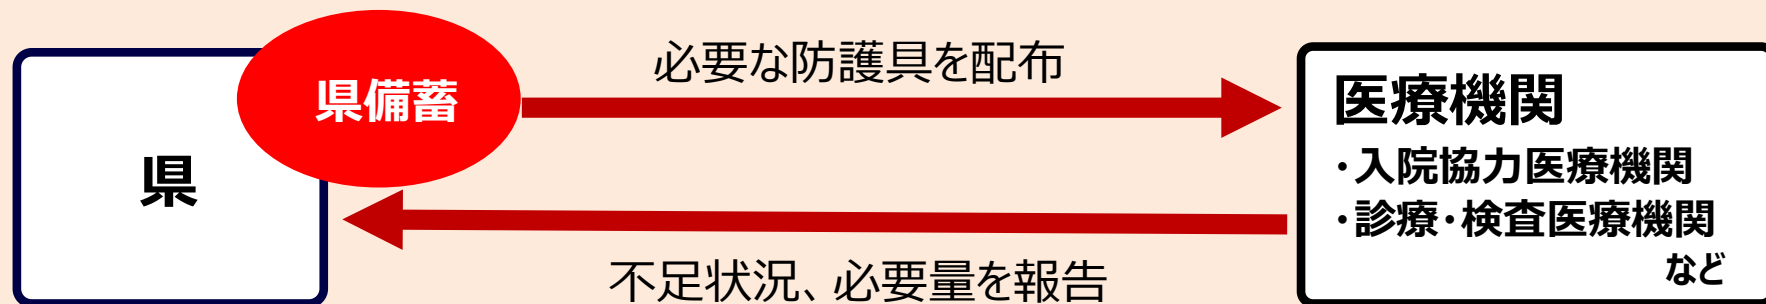 県備蓄
県
必要な防護具を配布
不足状況、必要量を報告
医療機関
・入院協力医療機関
・診療・検査医療機関
など